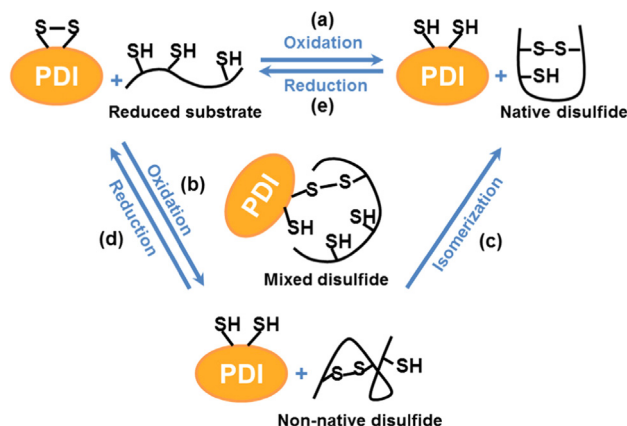 (a)
S-S
SH SH SH
Oxidation
SH SH
S-S-
SH
PDI
+
PDI
+
Reduction
Reduced substrate
(e)
Native disulfide
(b)
Oxidation
Reduction
(d)
PDI
S-S
SH
SH
SH
Mixed disulfide
Isomerization
(c)
SH SH
PDI
+
S-S
SH
Non-native disulfide